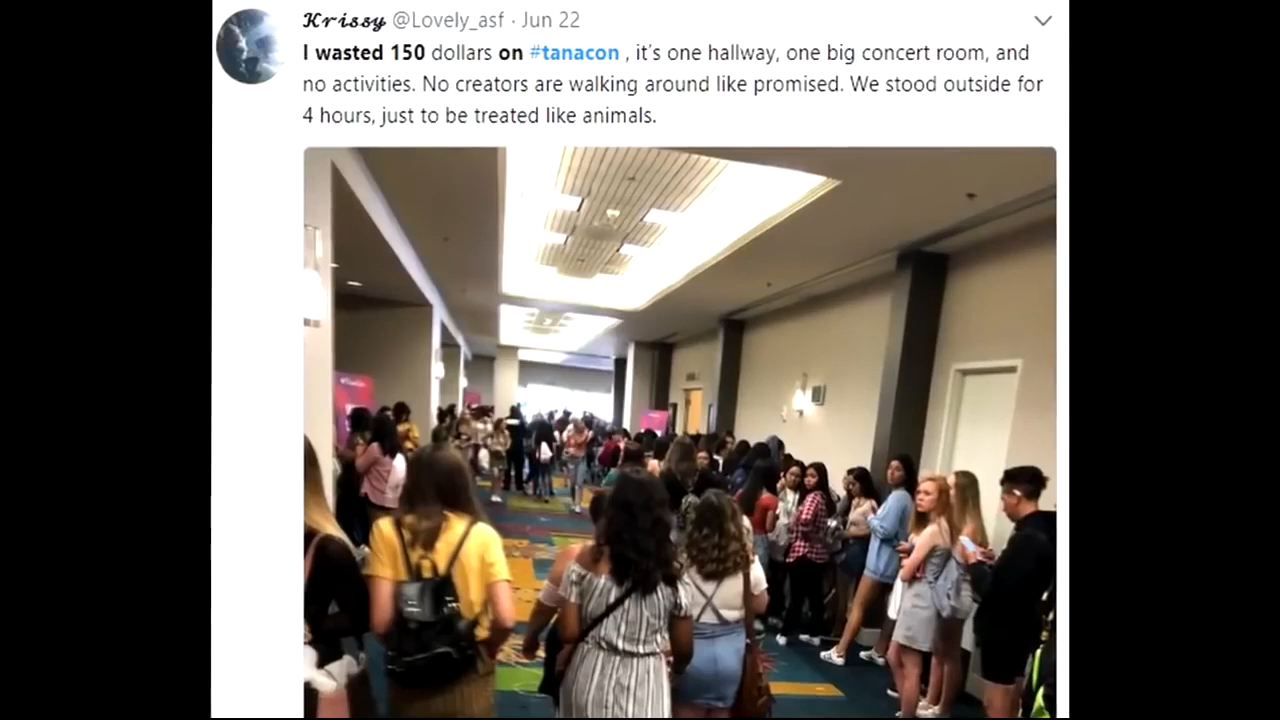 𝓚𝓻𝓲𝓼𝓼𝔂 @Lovely_asf · Jun 22
I wasted 150 dollars on #tanacon , it's one hallway, one big concert room, and
no activities. No creators are walking around like promised. We stood outside for
4 hours, just to be treated like animals.